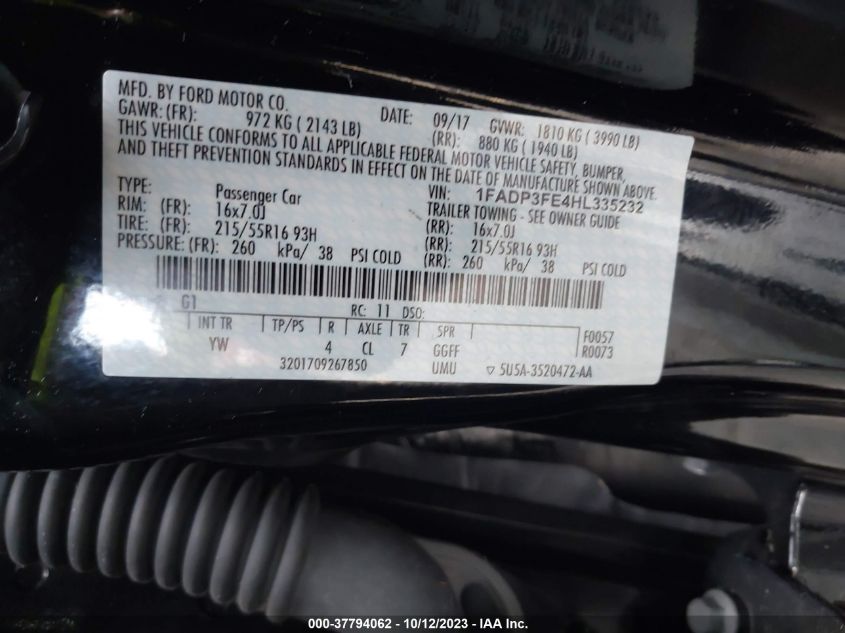 MFD. BY FORD MOTOR CO. DATE: 09/17 GVWR: 1810 KG ( 3990 LB)
GAWR: (FR): 972 KG ( 2143 LB) (RR): 880 KG ( 1940 LB)
THIS VEHICLE CONFORMS TO ALL APPLICABLE FEDERAL MOTOR VEHICLE SAFETY, BUMPER,
AND THEFT PREVENTION STANDARDS IN EFFECT ON THE DATE OF MANUFACTURE SHOWN ABOVE.
VIN: 1FADP3FE4HL335232
TYPE: Passenger Car TRAILER TOWING - SEE OWNER GUIDE
RIM: (FR): 16x7.0J (RR): 16x7.0J
TIRE: (FR): 215/55R16 93H (RR): 215/55R16 93H
PRESSURE: (FR): 260 kPa/ 38 PSI COLD (RR): 260 kPa/ 38 PSI COLD
G1
RC: 11 DSO:
INT TR TP/PS R AXLE TR SPR F0057
YW 4 CL 7 GGFF R0073
3201709267850 UMU ▽ 5U5A-3520472-AA
000-37794062 - 10/12/2023 - IAA Inc.